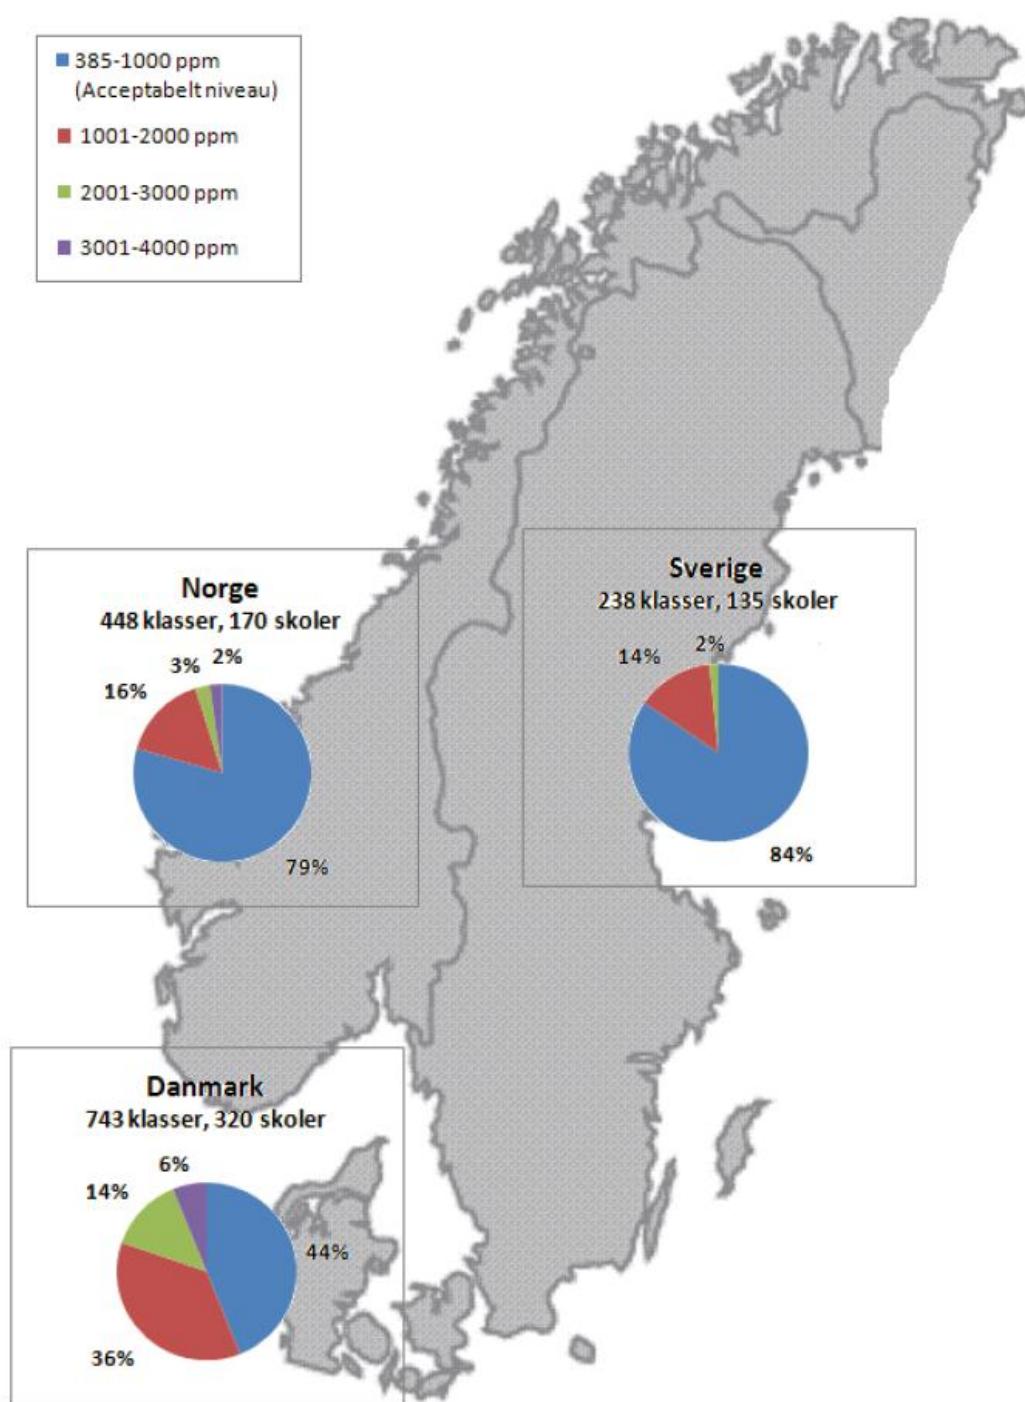 385-1000 ppm
(Acceptabelt niveau)
1001-2000 ppm
2001-3000 ppm
3001-4000 ppm
Norge
448 klasser, 170 skoler
2%
3%
16%
79%
Sverige
238 klasser, 135 skoler
2%
14%
84%
Danmark
743 klasser, 320 skoler
6%
14%
44%
36%